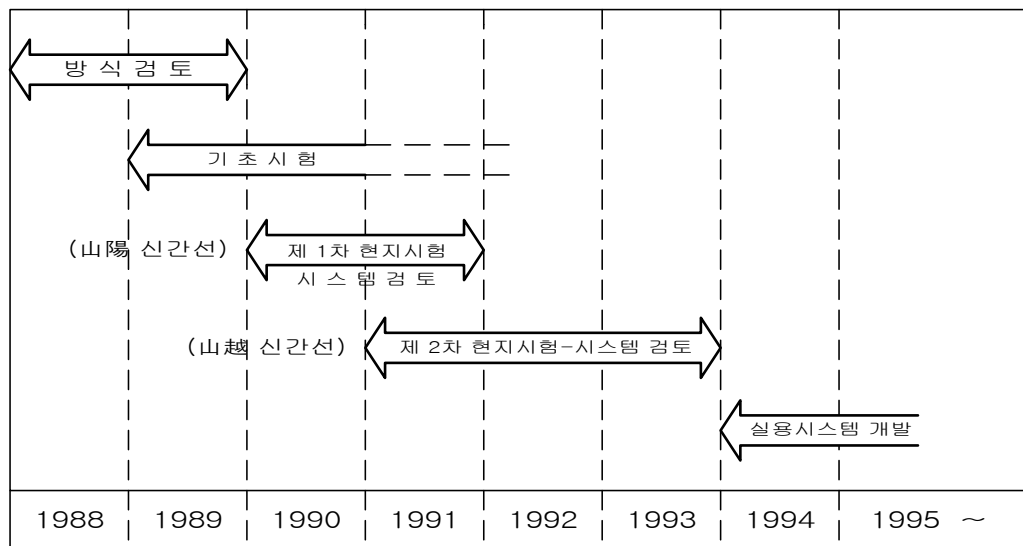 방 식 검 토
기 초 시 험
(山陽 신간선)
제 1차 현지시험
시 스 템 검 토
(山越 신간선)
제 2차 현지시험-시스템 검토
실용시스템 개발
1988 1989 1990 1991 1992 1993 1994 1995 ~